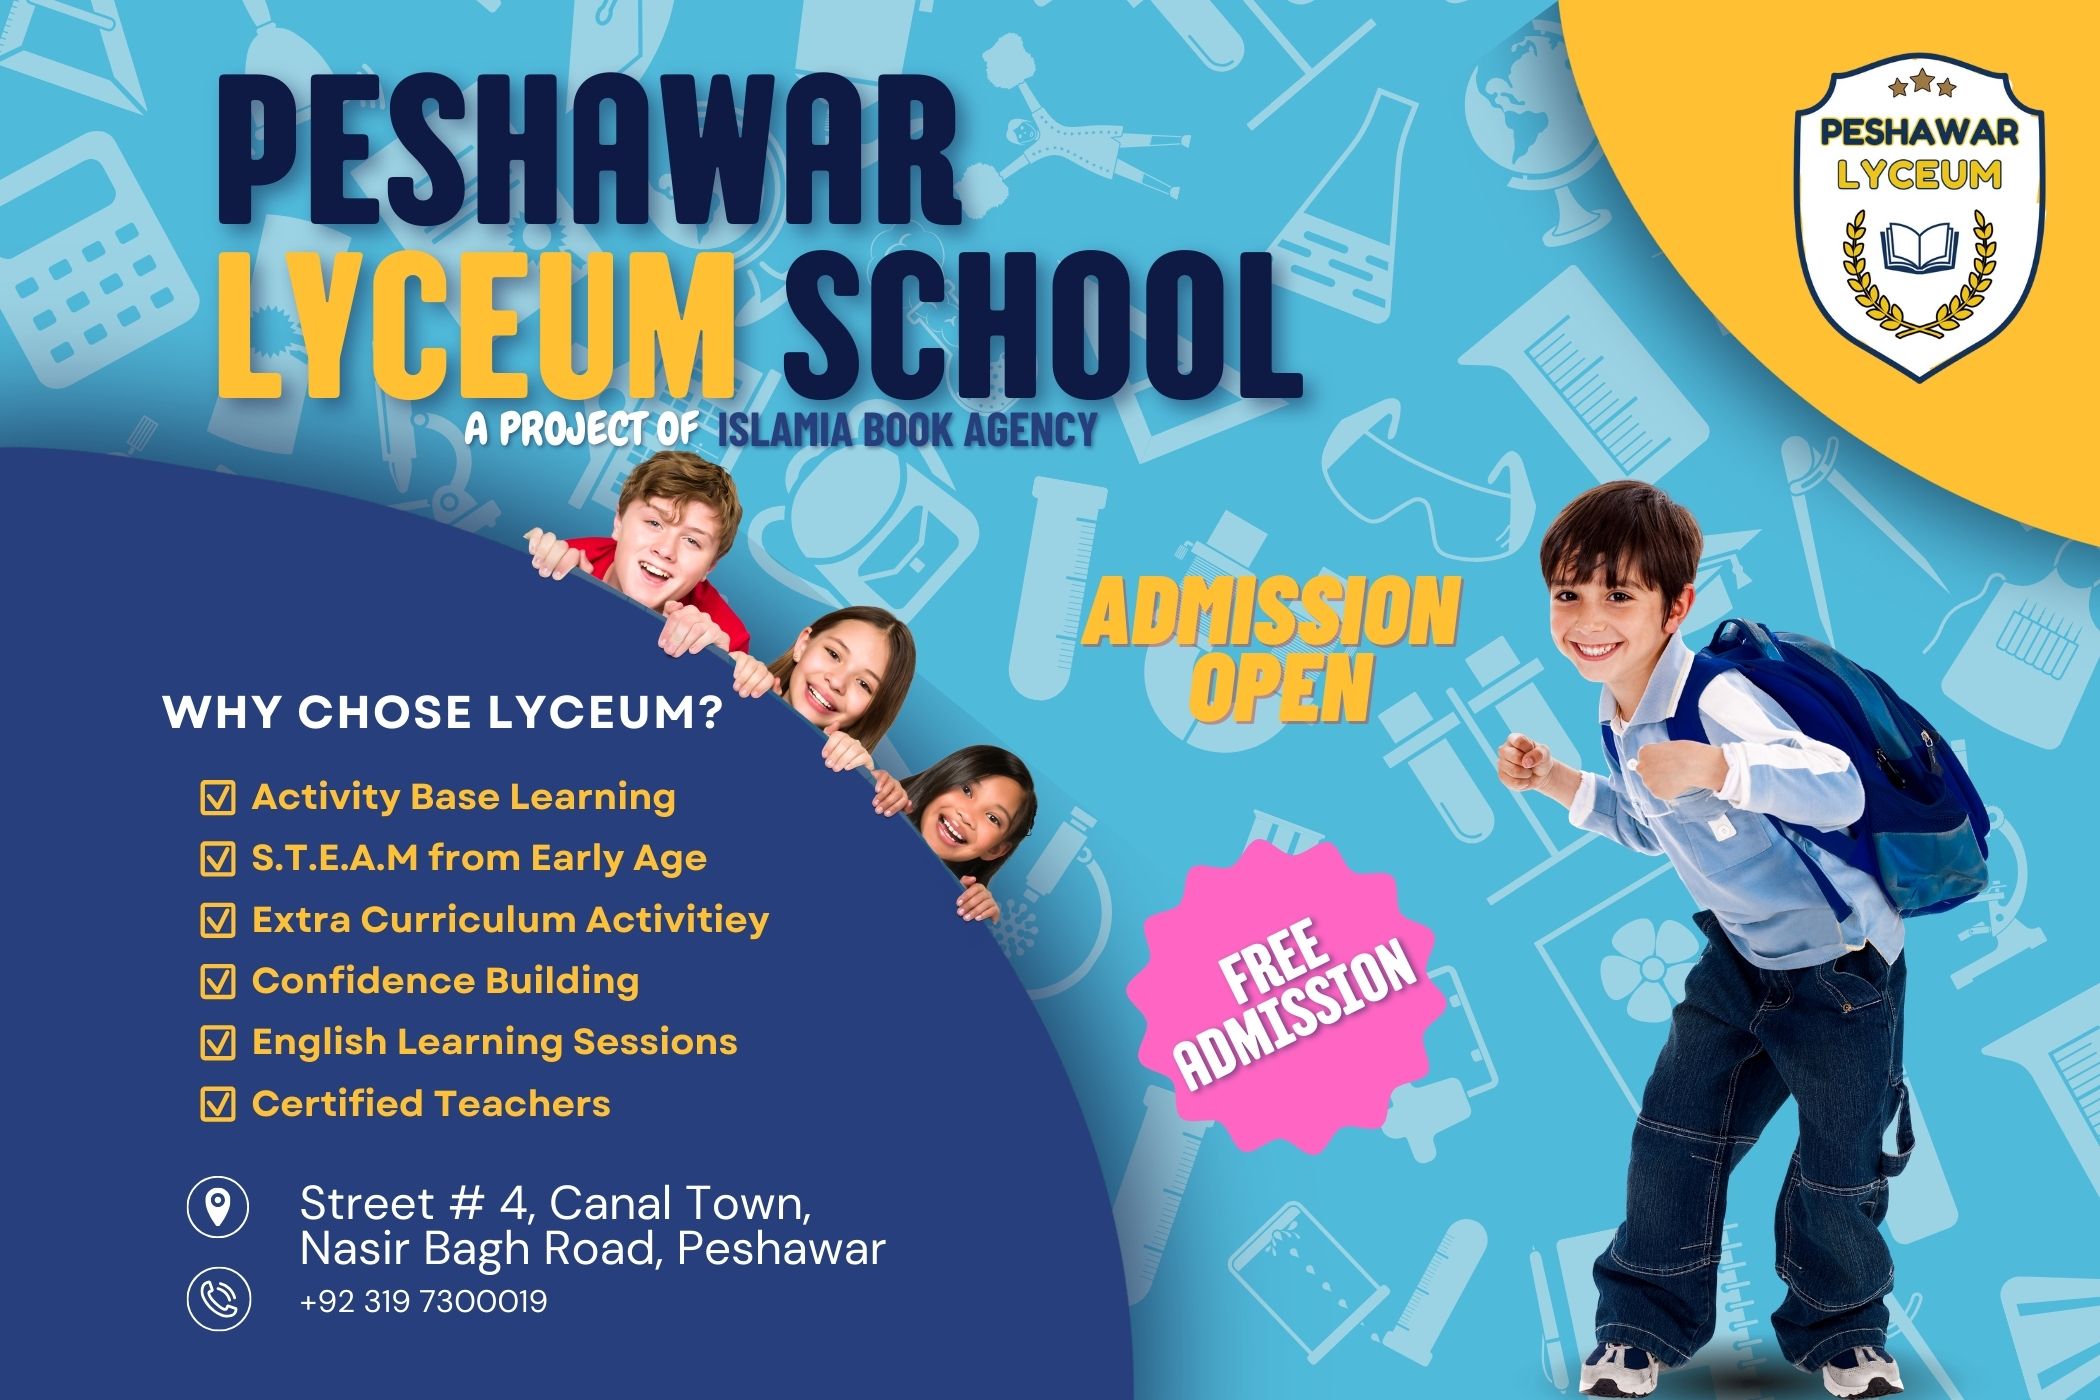 PESHAWAR
LYCEUM SCHOOL
A PROJECT OF ISLAMIA BOOK AGENCY
PESHAWAR
LYCEUM
ADMISSION
OPEN
WHY CHOSE LYCEUM?
Activity Base Learning
S.T.E.A.M from Early Age
Extra Curriculum Activitiey
Confidence Building
English Learning Sessions
Certified Teachers
FREE
ADMISSION
Street # 4, Canal Town,
Nasir Bagh Road, Peshawar
+92 319 7300019